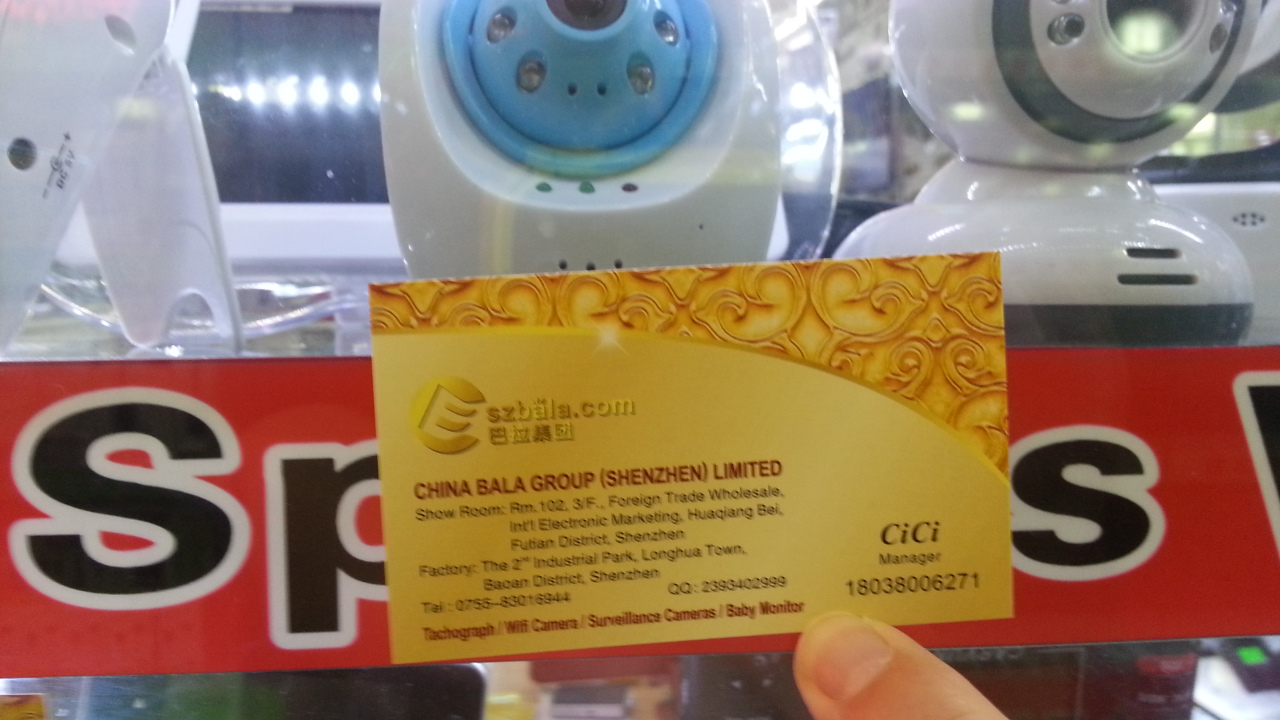 DC 5V
szbala.com
巴拉集团
CHINA BALA GROUP (SHENZHEN) LIMITED
Show Room: Rm.102, 3/F., Foreign Trade Wholesale,
Int'l Electronic Marketing, Huaqiang Bei,
Futian District, Shenzhen
Factory: The 2nd Industrial Park, Longhua Town,
Baoan District, Shenzhen
Tel : 0755-83016944
QQ: 2393402999
Tachograph / Wifi Camera / Surveillance Cameras / Baby Monitor
CiCi
Manager
18038006271
Sp
s